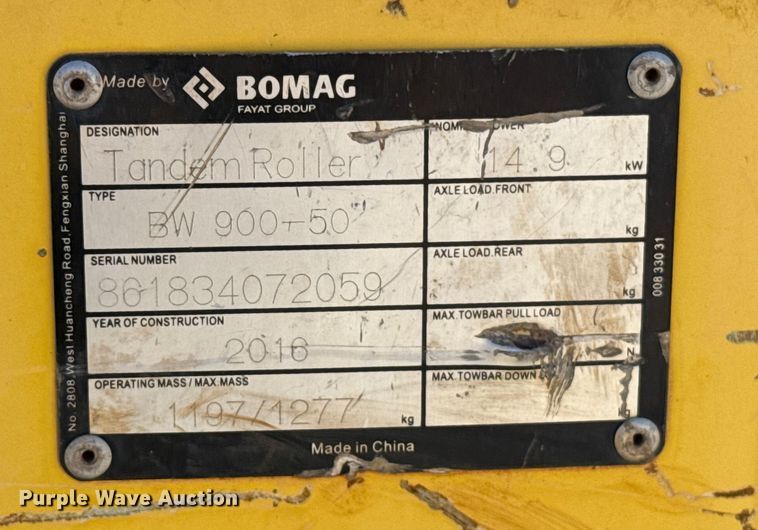 Made by BOMAG
FAYAT GROUP
DESIGNATION
Tandem Roller
NOMINAL POWER
14.9 kW
TYPE
BW 900-50
AXLE LOAD.FRONT
kg
SERIAL NUMBER
861834072059
AXLE LOAD.REAR
kg
YEAR OF CONSTRUCTION
2016
MAX.TOWBAR PULL LOAD
N
OPERATING MASS / MAX.MASS
1197/1277 kg
MAX.TOWBAR DOWN
kg
Made in China
No. 2808,West Huancheng Road,Fengxian Shanghai
008 330 31
Purple Wave Auction